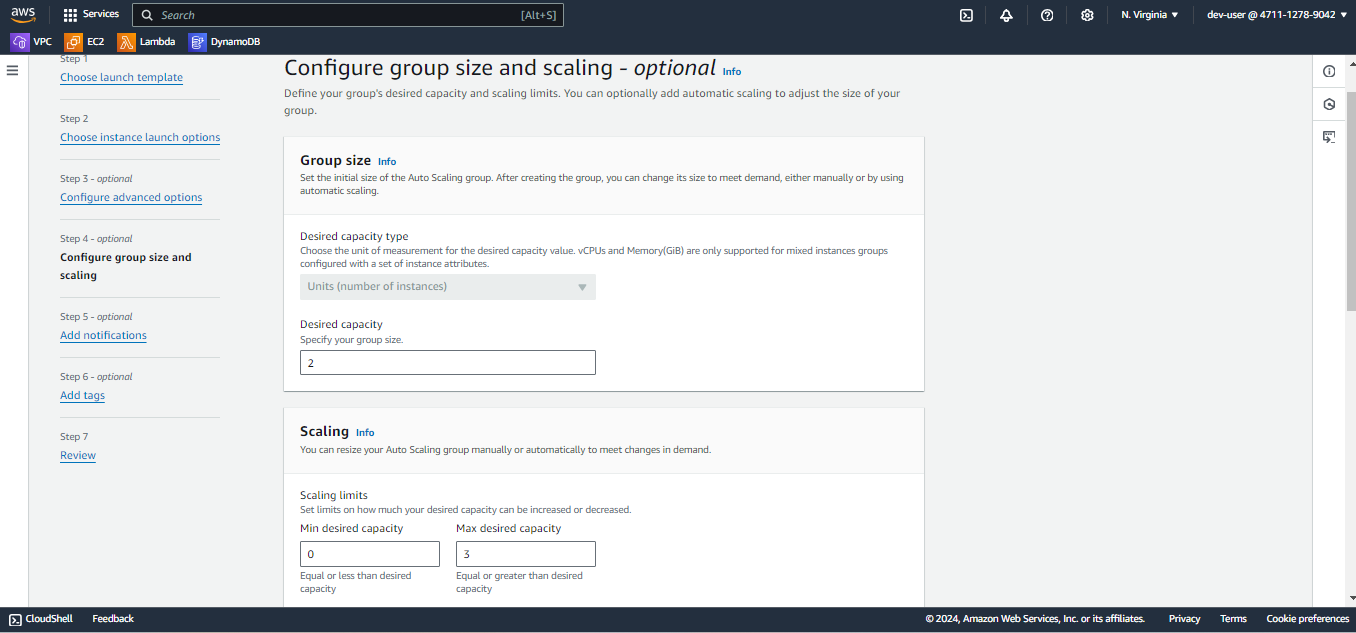 aws
Services
Search
[Alt+S]
N. Virginia
dev-user @ 4711-1278-9042
VPC
EC2
Lambda
DynamoDB
Step 1
Choose launch template
Step 2
Choose instance launch options
Step 3 - optional
Configure advanced options
Step 4 - optional
Configure group size and
scaling
Step 5 - optional
Add notifications
Step 6 - optional
Add tags
Step 7
Review
Configure group size and scaling - optional Info
Define your group's desired capacity and scaling limits. You can optionally add automatic scaling to adjust the size of your
group.
Group size Info
Set the initial size of the Auto Scaling group. After creating the group, you can change its size to meet demand, either manually or by using
automatic scaling.
Desired capacity type
Choose the unit of measurement for the desired capacity value. vCPUs and Memory(GiB) are only supported for mixed instances groups
configured with a set of instance attributes.
Units (number of instances)
Desired capacity
Specify your group size.
2
Scaling Info
You can resize your Auto Scaling group manually or automatically to meet changes in demand.
Scaling limits
Set limits on how much your desired capacity can be increased or decreased.
Min desired capacity
0
Equal or less than desired
capacity
Max desired capacity
3
Equal or greater than desired
capacity
CloudShell
Feedback
© 2024, Amazon Web Services, Inc. or its affiliates.
Privacy
Terms
Cookie preferences